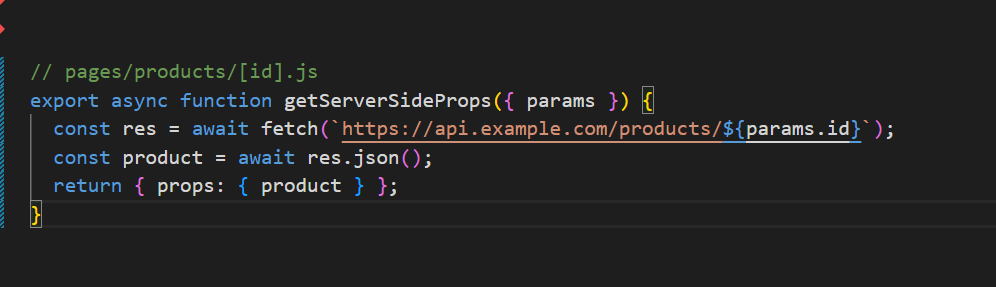 // pages/products/[id].js
export async function getServerSideProps({ params }) {
  const res = await fetch(`https://api.example.com/products/${params.id}`);
  const product = await res.json();
  return { props: { product } };
}